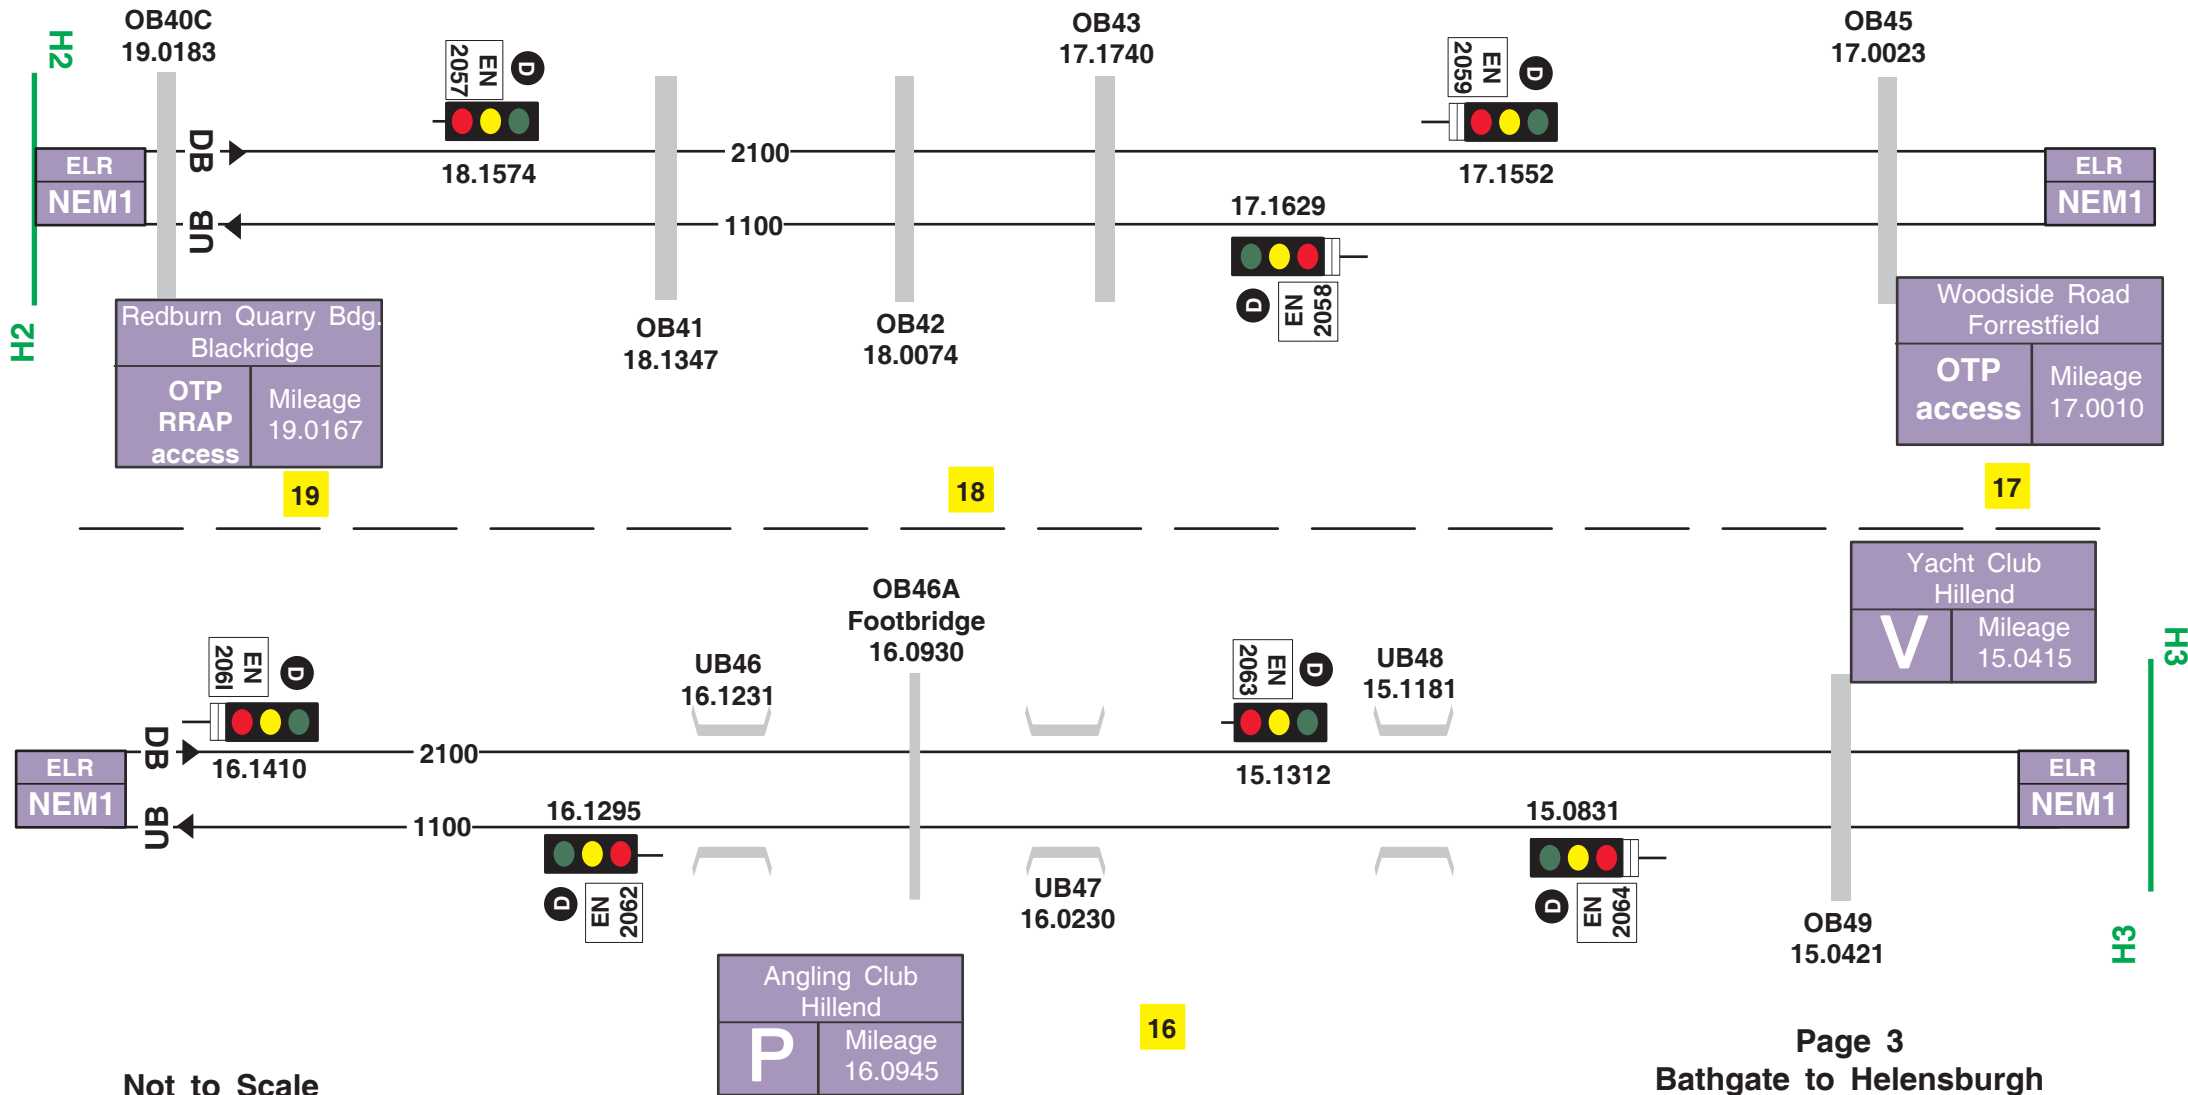 OB40C
19.0183
OB43
17.1740
OB45
17.0023
H2
EN
2057
D
EN
2059
D
DB
2100
18.1574
17.1552
ELR
NEM1
ELR
NEM1
UB
1100
17.1629
D
EN
2058
H2
Redburn Quarry Bdg.
Blackridge
OTP
RRAP
access
Mileage
19.0167
OB41
18.1347
OB42
18.0074
Woodside Road
Forrestfield
OTP
access
Mileage
17.0010
19
18
17
Yacht Club
Hillend
V
Mileage
15.0415
OB46A
Footbridge
16.0930
EN
2061
D
UB46
16.1231
EN
2063
D
UB48
15.1181
H3
DB
16.1410
2100
15.1312
ELR
NEM1
ELR
NEM1
UB
1100
16.1295
15.0831
D
EN
2062
UB47
16.0230
D
EN
2064
OB49
15.0421
H3
Angling Club
Hillend
P
Mileage
16.0945
16
Not to Scale
Page 3
Bathgate to Helensburgh